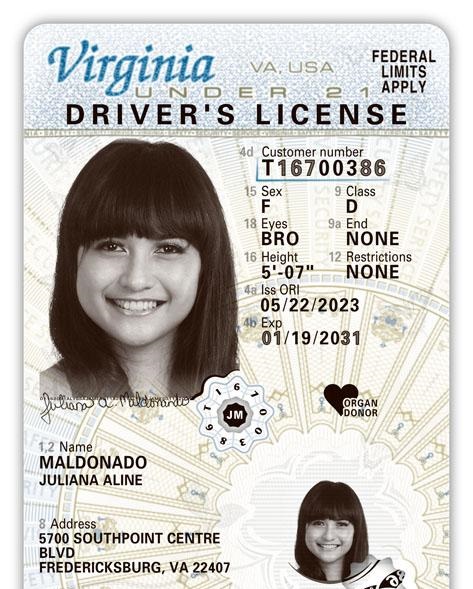 Virginia
VA, USA
FEDERAL
LIMITS
APPLY
UNDER 21
DRIVER'S LICENSE
4d Customer number
T16700386
15 Sex 9 Class
F D
18 Eyes 9a End
BRO NONE
16 Height 12 Restrictions
5'-07" NONE
4a Iss ORI
05/22/2023
4b Exp
01/19/2031
Juliana A Maldonado
JM
ORGAN
DONOR
1,2 Name
MALDONADO
JULIANA ALINE
8 Address
5700 SOUTHPOINT CENTRE
BLVD
FREDERICKSBURG, VA 22407